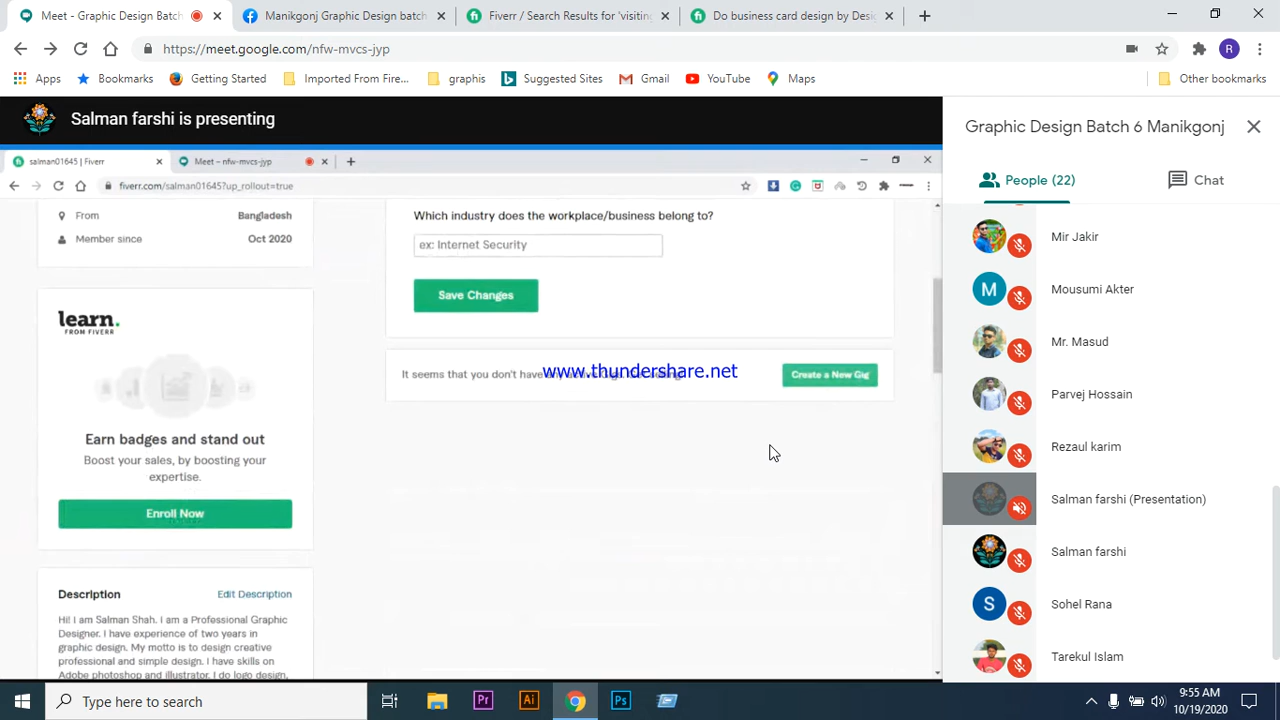 Meet - Graphic Design Batch
Manikgonj Graphic Design batch
Fiverr / Search Results for 'visiting
Do business card design by Des
https://meet.google.com/nfw-mvcs-jyp
R
Apps
Bookmarks
Getting Started
Imported From Fire...
graphis
Suggested Sites
Gmail
YouTube
Maps
Other bookmarks
Salman farshi is presenting
salman01645 | Fiverr
Meet – nfw-mvcs-jyp
fiverr.com/salman01645?up_rollout=true
From
Bangladesh
Member since
Oct 2020
learn.
FROM FIVERR
Earn badges and stand out
Boost your sales, by boosting your
expertise.
Enroll Now
Description
Edit Description
Hi! I am Salman Shah. I am a Professional Graphic
Designer. I have experience of two years in
graphic design. My motto is to design creative
professional and simple design. I have skills on
Adobe photoshop and illustrator. I do logo design,
Which industry does the workplace/business belong to?
ex: Internet Security
Save Changes
It seems that you don't have
www.thundershare.net
Create a New Gig
Graphic Design Batch 6 Manikgonj
People (22)
Chat
Mir Jakir
M
Mousumi Akter
Mr. Masud
Parvej Hossain
Rezaul karim
Salman farshi (Presentation)
Salman farshi
S
Sohel Rana
Tarekul Islam
Type here to search
Pr
Ai
Ps
9:55 AM
10/19/2020